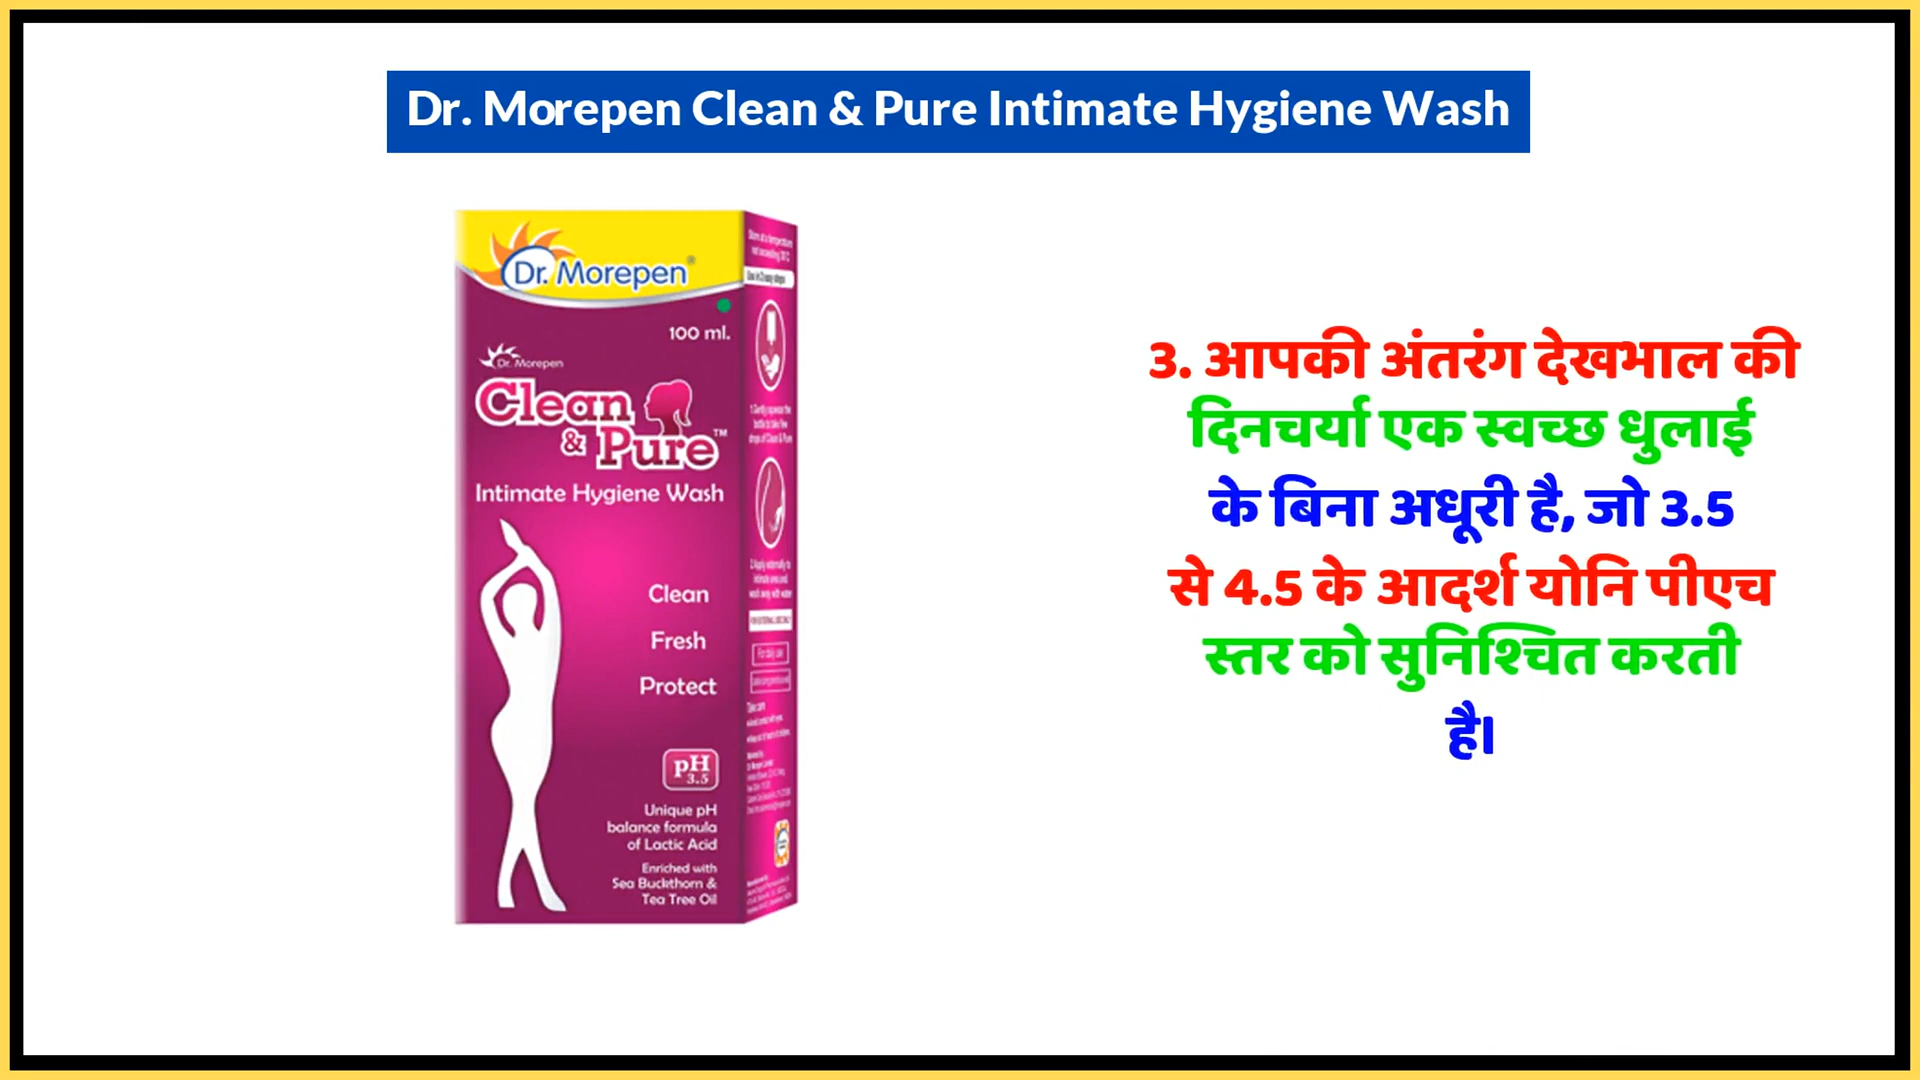 Dr. Morepen Clean & Pure Intimate Hygiene Wash
Dr. Morepen®
100 ml.
Dr. Morepen
Clean
& Pure™
Intimate Hygiene Wash
Clean
Fresh
Protect
pH
3.5
Unique pH
balance formula
of Lactic Acid
Enriched with
Sea Buckthorn &
Tea Tree Oil
3. आपकी अंतरंग देखभाल की
दिनचर्या एक स्वच्छ धुलाई
के बिना अधूरी है, जो 3.5
से 4.5 के आदर्श योनि पीएच
स्तर को सुनिश्चित करती
है।